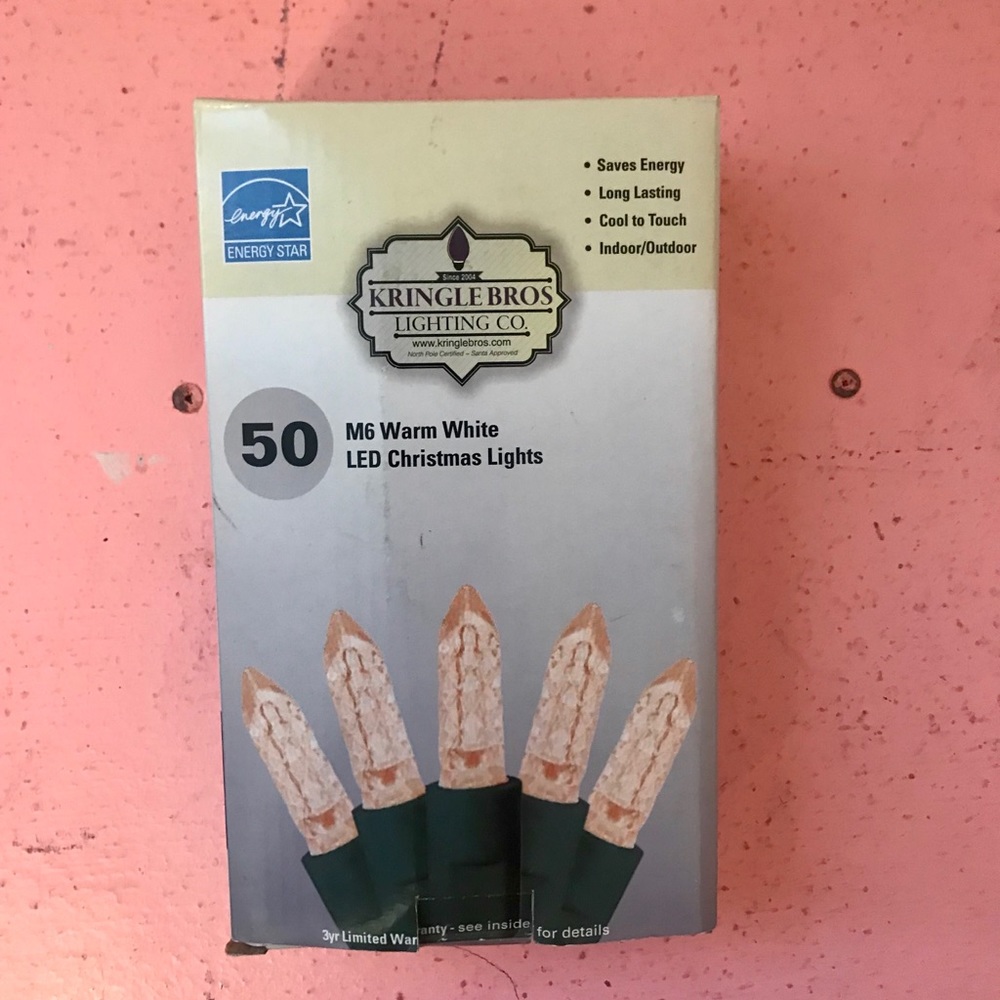 energy
ENERGY STAR
• Saves Energy
• Long Lasting
• Cool to Touch
• Indoor/Outdoor
Since 2004
KRINGLE BROS
LIGHTING CO.
www.kringlebros.com
North Pole Certified ~ Santa Approved
50
M6 Warm White
LED Christmas Lights
3yr Limited Warranty - see inside for details